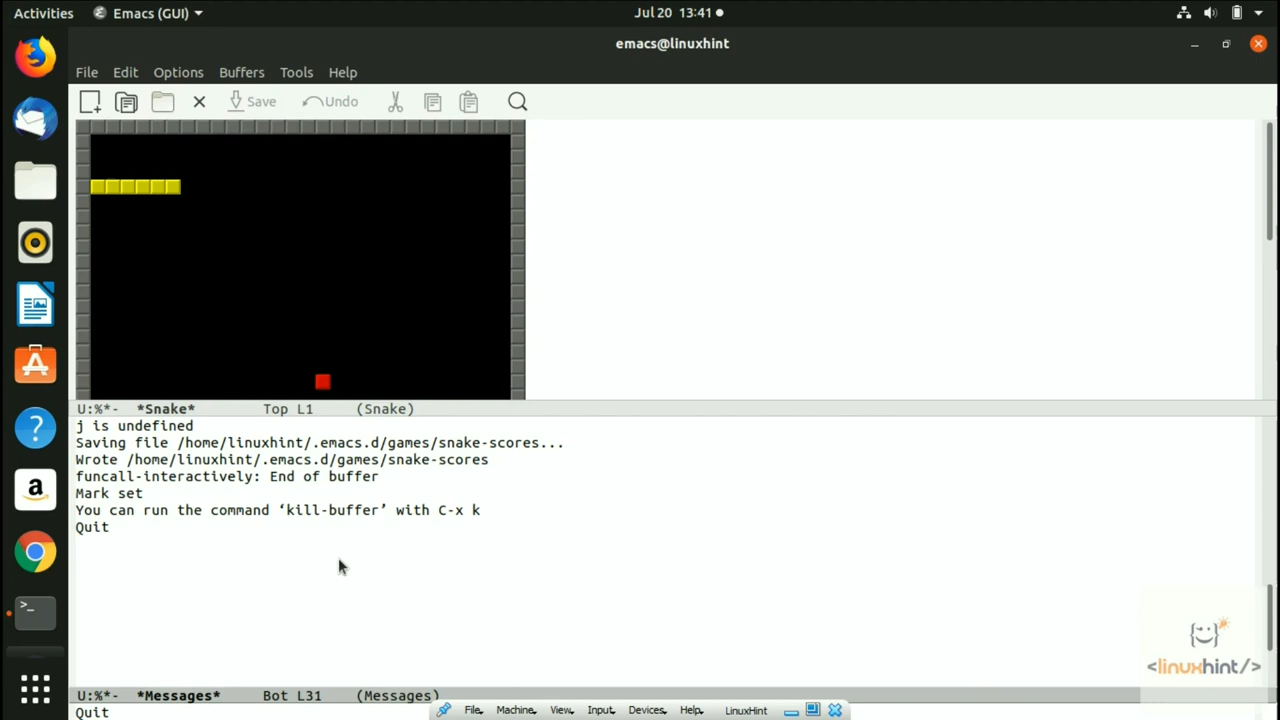 Activities Emacs (GUI) Jul 20 13:41
emacs@linuxhint
File Edit Options Buffers Tools Help
Save Undo
U:%*- *Snake* Top L1 (Snake)
j is undefined
Saving file /home/linuxhint/.emacs.d/games/snake-scores...
Wrote /home/linuxhint/.emacs.d/games/snake-scores
funcall-interactively: End of buffer
Mark set
You can run the command ‘kill-buffer’ with C-x k
Quit
U:%*- *Messages* Bot L31 (Messages)
Quit
File Machine View Input Devices Help LinuxHint
<linuxhint/>